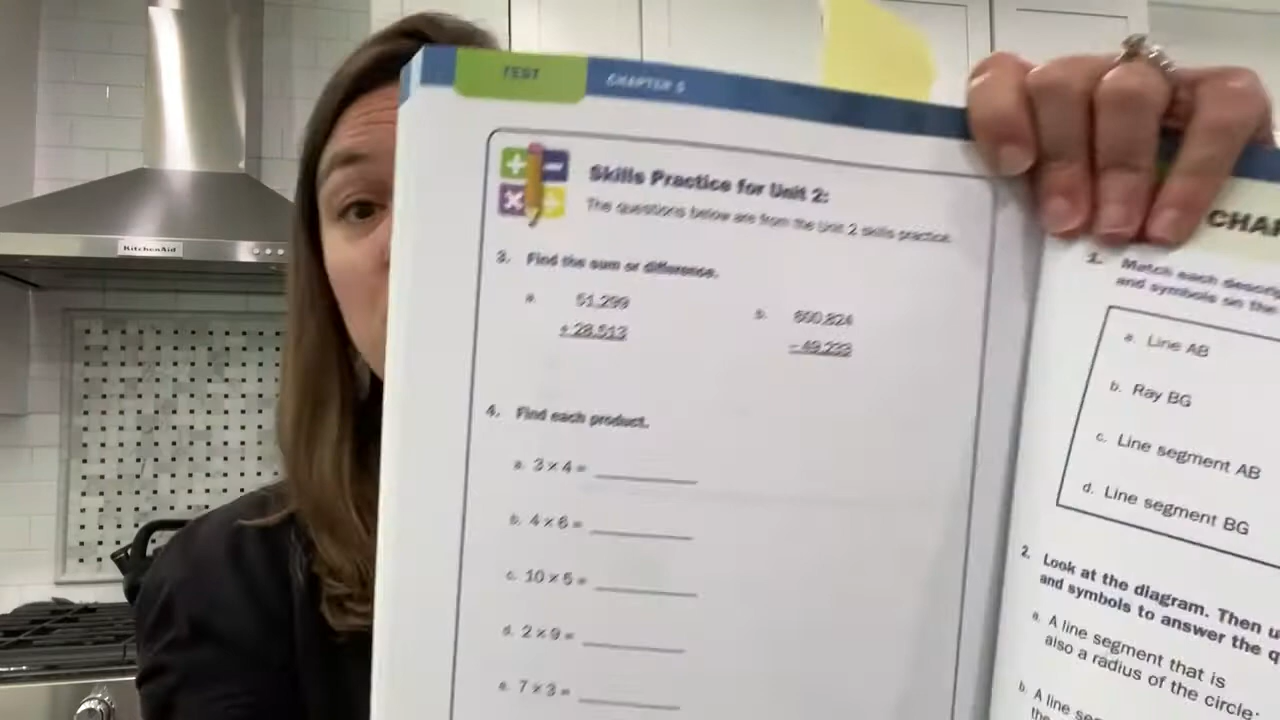 KitchenAid
TEST CHAPTER 5
Skills Practice for Unit 2:
The questions below are from the Unit 2 skills practice.
3. Find the sum or difference.
a. 51,299
+ 28,513
b. 600,824
- 49,233
4. Find each product.
a. 3 × 4 =
b. 4 × 6 =
c. 10 × 5 =
d. 2 × 9 =
e. 7 × 3 =
CHA
1. Match each
and symbols on the
a. Line AB
b. Ray BG
c. Line segment AB
d. Line segment BG
2. Look at the diagram. Then u
and symbols to answer the q
a. A line segment that is
also a radius of the circle:
b. A line se
the